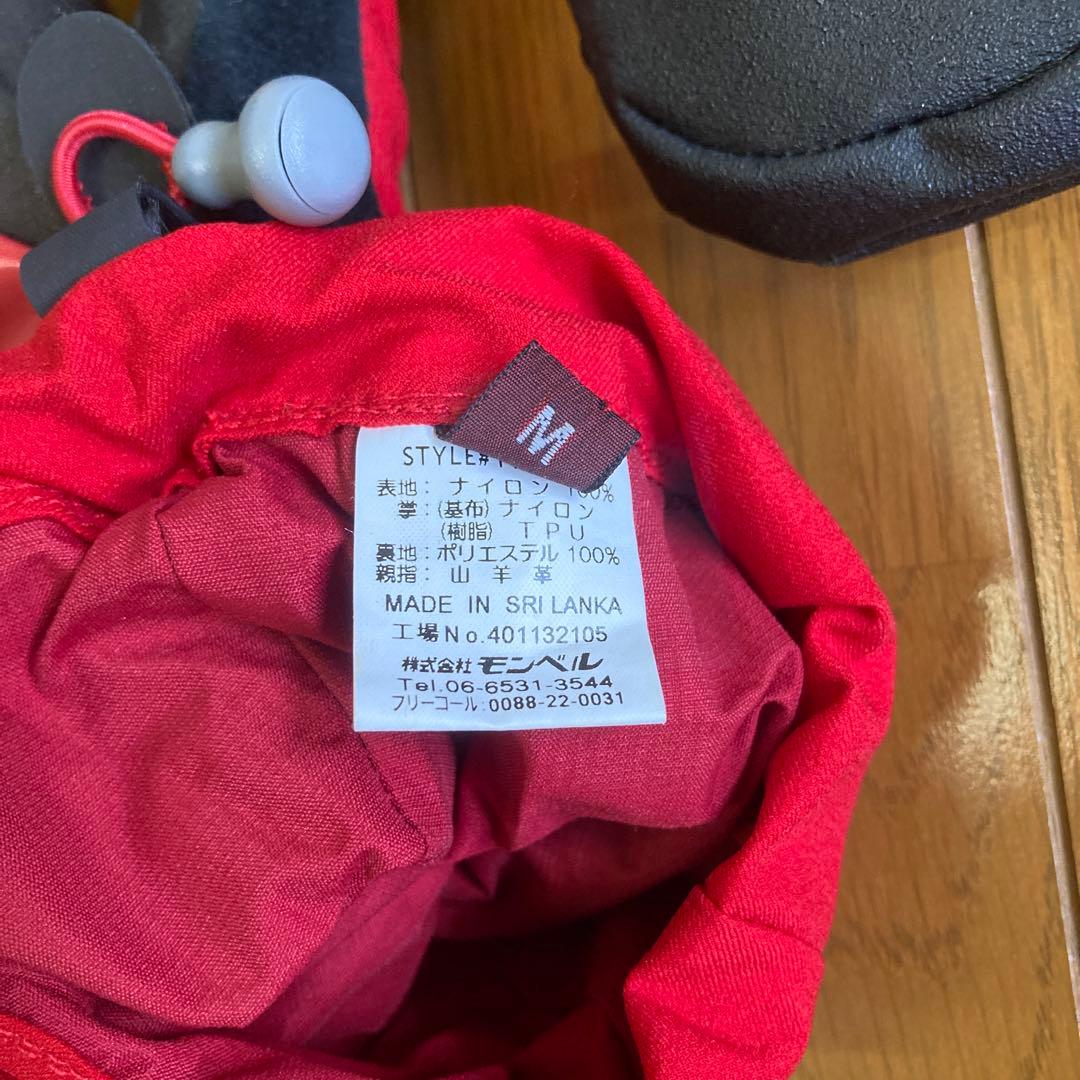 M
STYLE#
表地: ナイロン 100%
掌: (基布) ナイロン
(樹脂) TPU
裏地: ポリエステル 100%
親指: 山羊革
MADE IN SRI LANKA
工場No.401132105
株式会社 モンベル
Tel.06-6531-3544
フリーコール: 0088-22-0031